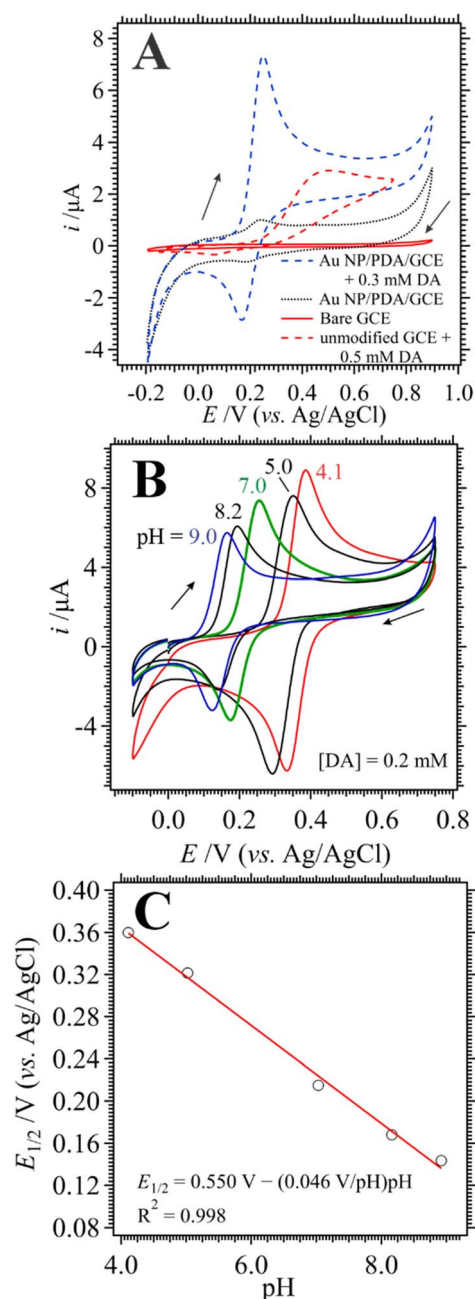 A
8
6
4
2
0
-2
-4
i /µA
Au NP/PDA/GCE
+ 0.3 mM DA
Au NP/PDA/GCE
Bare GCE
unmodified GCE +
0.5 mM DA
-0.2 0.0 0.2 0.4 0.6 0.8 1.0
E /V (vs. Ag/AgCl)
B
8
4
0
-4
i /µA
5.0
4.1
7.0
8.2
pH = 9.0
[DA] = 0.2 mM
0.0 0.2 0.4 0.6 0.8
E /V (vs. Ag/AgCl)
C
0.40
0.36
0.32
0.28
0.24
0.20
0.16
0.12
0.08
E1/2 /V (vs. Ag/AgCl)
E1/2 = 0.550 V − (0.046 V/pH)pH
R2 = 0.998
4.0 6.0 8.0
pH